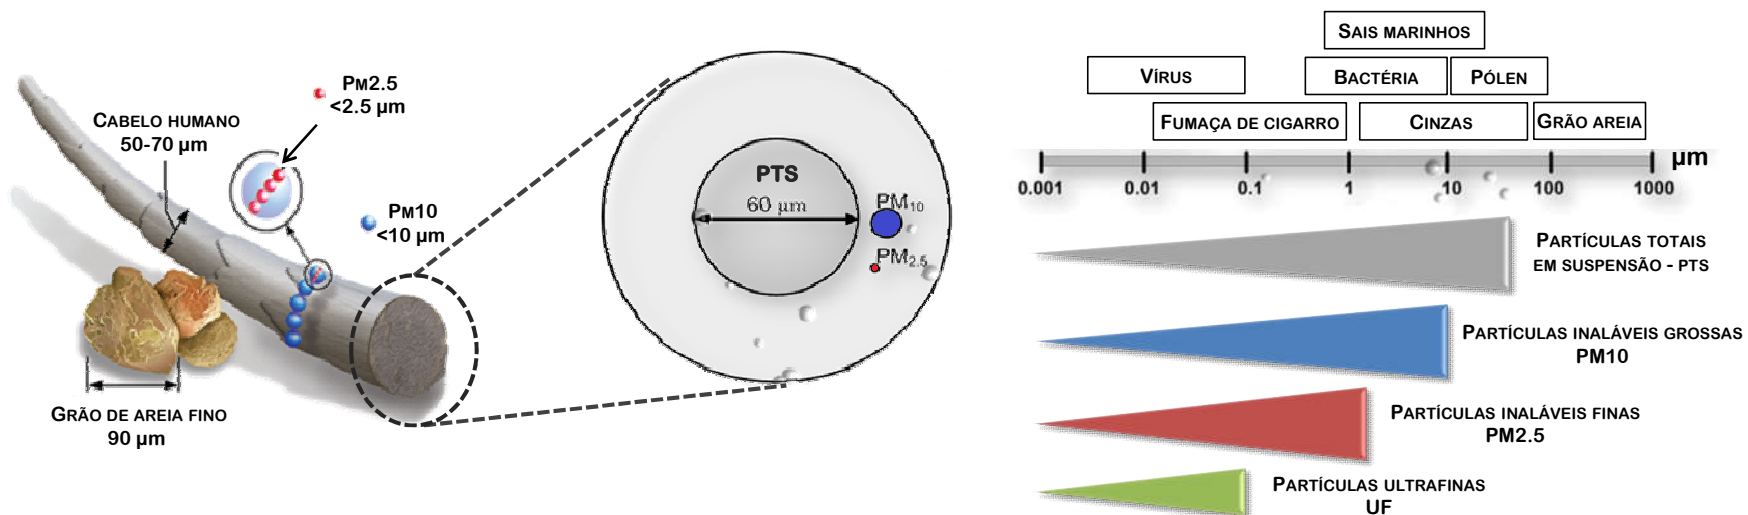 PM2.5
<2.5 µm
CABELO HUMANO
50-70 µm
PM10
<10 µm
GRÃO DE AREIA FINO
90 µm
PTS
60 µm
PM10
PM2.5
SAIS MARINHOS
VÍRUS
BACTÉRIA
PÓLEN
FUMAÇA DE CIGARRO
CINZAS
GRÃO AREIA
µm
0.001 0.01 0.1 1 10 100 1000
PARTÍCULAS TOTAIS
EM SUSPENSÃO - PTS
PARTÍCULAS INALÁVEIS GROSSAS
PM10
PARTÍCULAS INALÁVEIS FINAS
PM2.5
PARTÍCULAS ULTRAFINAS
UF